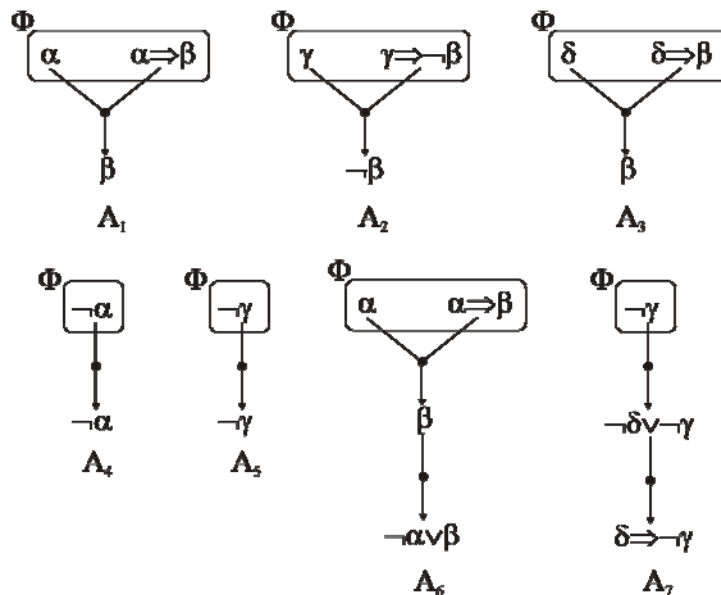 Φ Φ Φ
α α⇒β γ γ⇒¬β δ δ⇒β
β ¬β β
A₁ A₂ A₃
Φ Φ Φ Φ
¬α ¬γ α α⇒β ¬γ
¬α ¬γ β ¬δ∨¬γ
A₄ A₅
¬α∨β δ⇒¬γ
A₆ A₇